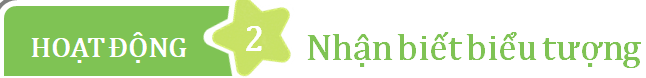 HOẠT ĐỘNG 2 Nhận biết biểu tượng